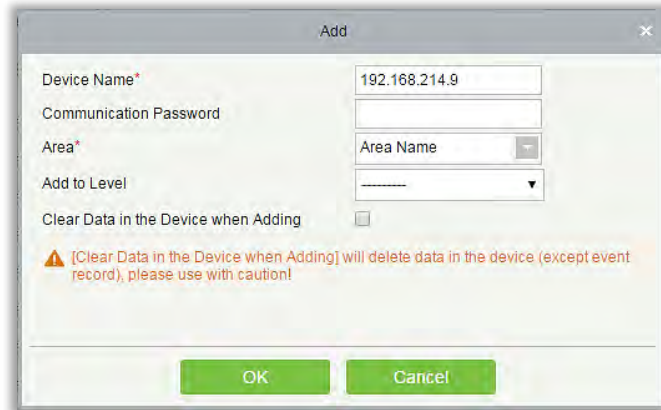 Add
Device Name* 192.168.214.9
Communication Password
Area* Area Name
Add to Level ---------
Clear Data in the Device when Adding
[Clear Data in the Device when Adding] will delete data in the device (except event
record), please use with caution!
OK Cancel